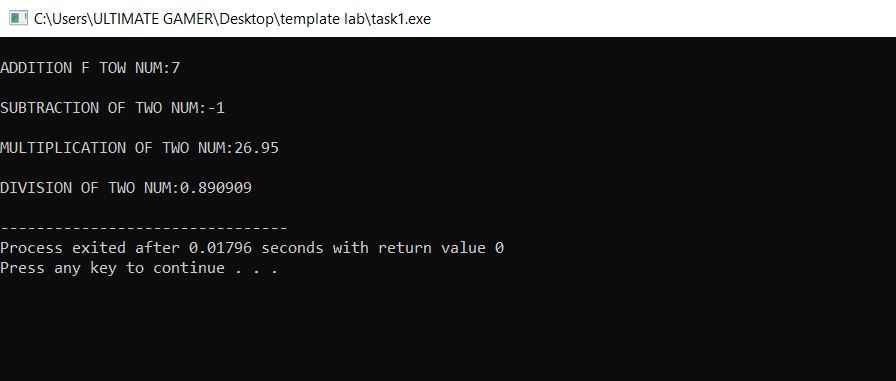 C:\Users\ULTIMATE GAMER\Desktop\template lab\task1.exe
ADDITION F TOW NUM:7
SUBTRACTION OF TWO NUM:-1
MULTIPLICATION OF TWO NUM:26.95
DIVISION OF TWO NUM:0.890909
--------------------------------
Process exited after 0.01796 seconds with return value 0
Press any key to continue . . .